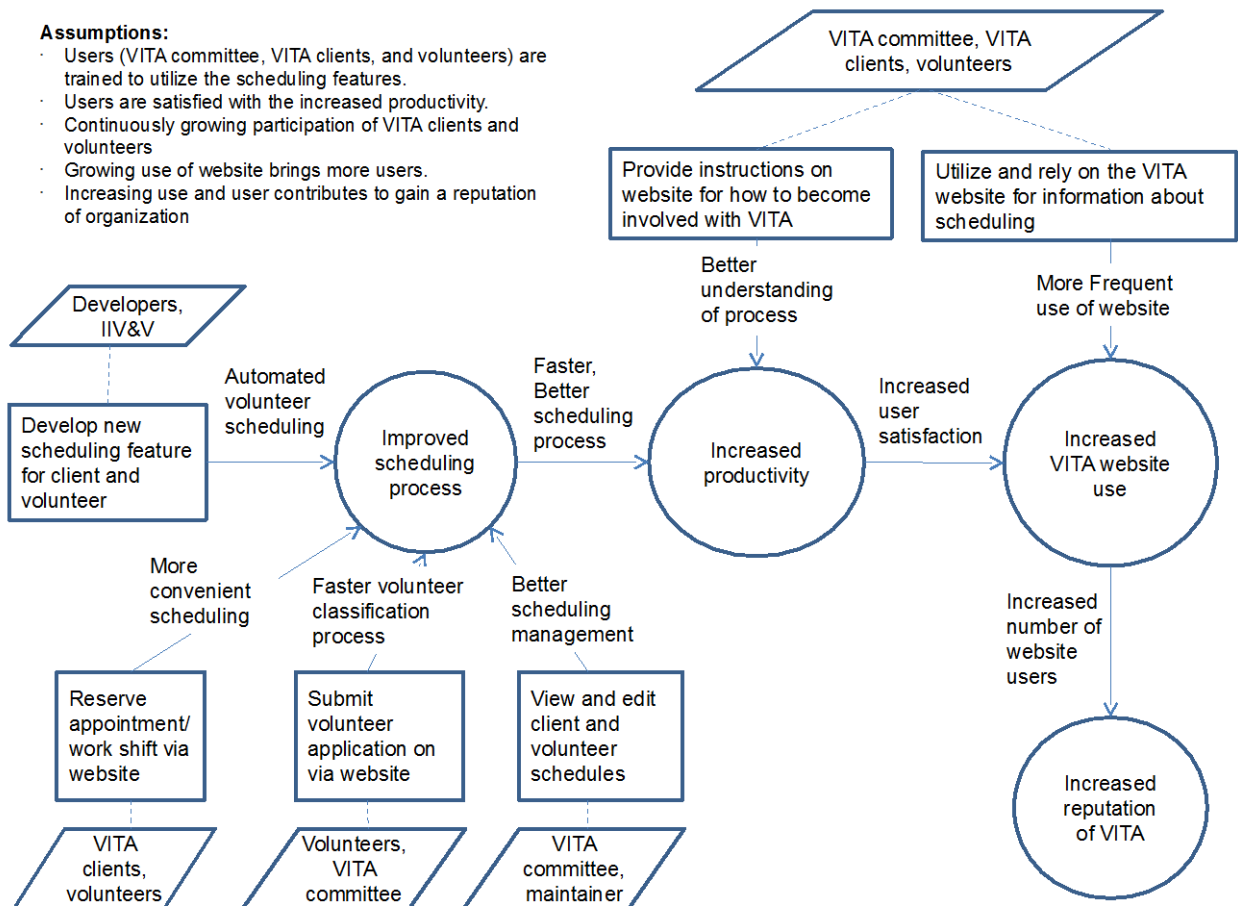 Assumptions:
· Users (VITA committee, VITA clients, and volunteers) are
trained to utilize the scheduling features.
· Users are satisfied with the increased productivity.
· Continuously growing participation of VITA clients and
volunteers
· Growing use of website brings more users.
· Increasing use and user contributes to gain a reputation
of organization
VITA committee, VITA
clients, volunteers
Provide instructions on
website for how to become
involved with VITA
Utilize and rely on the VITA
website for information about
scheduling
Better
understanding
of process
More Frequent
use of website
Developers,
IIV&V
Develop new
scheduling feature
for client and
volunteer
Automated
volunteer
scheduling
Improved
scheduling
process
Faster,
Better
scheduling
process
Increased
productivity
Increased
user
satisfaction
Increased
VITA website
use
More
convenient
scheduling
Faster volunteer
classification
process
Better
scheduling
management
Increased
number of
website
users
Reserve
appointment/
work shift via
website
Submit
volunteer
application on
via website
View and edit
client and
volunteer
schedules
Increased
reputation
of VITA
VITA
clients,
volunteers
Volunteers,
VITA
committee
VITA
committee,
maintainer